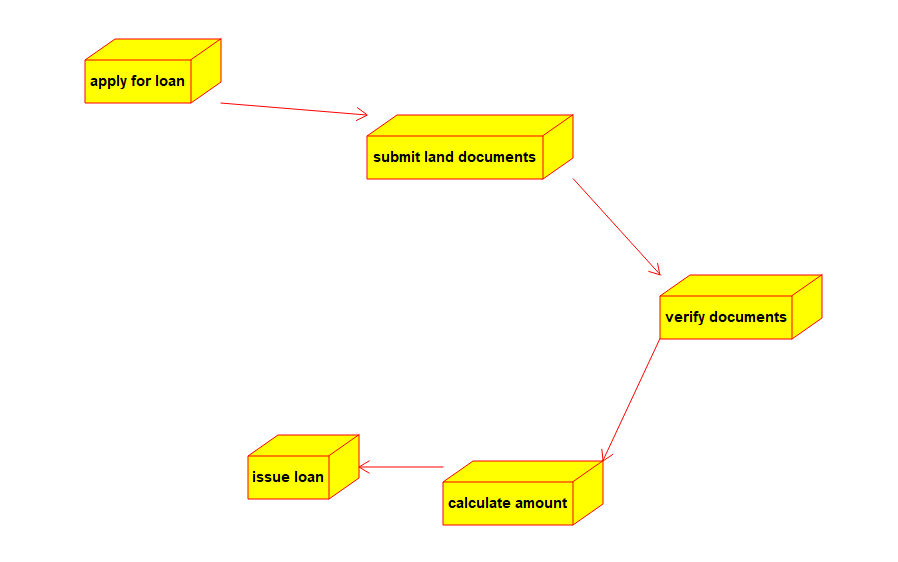 apply for loan
submit land documents
verify documents
calculate amount
issue loan